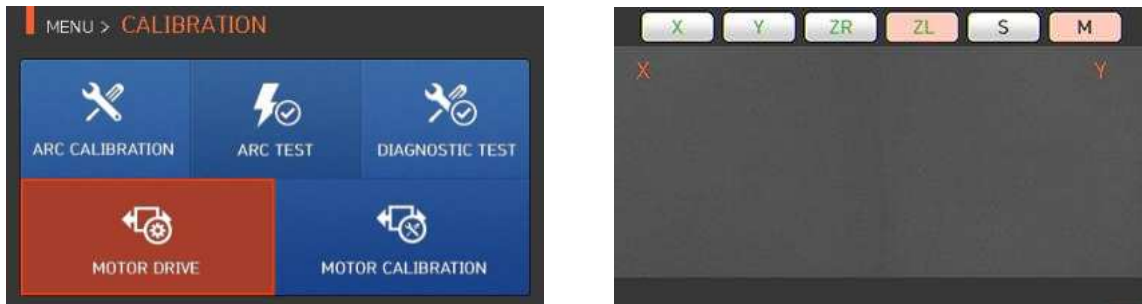 MENU > CALIBRATION
ARC CALIBRATION
ARC TEST
DIAGNOSTIC TEST
MOTOR DRIVE
MOTOR CALIBRATION
X Y ZR ZL S M
X Y